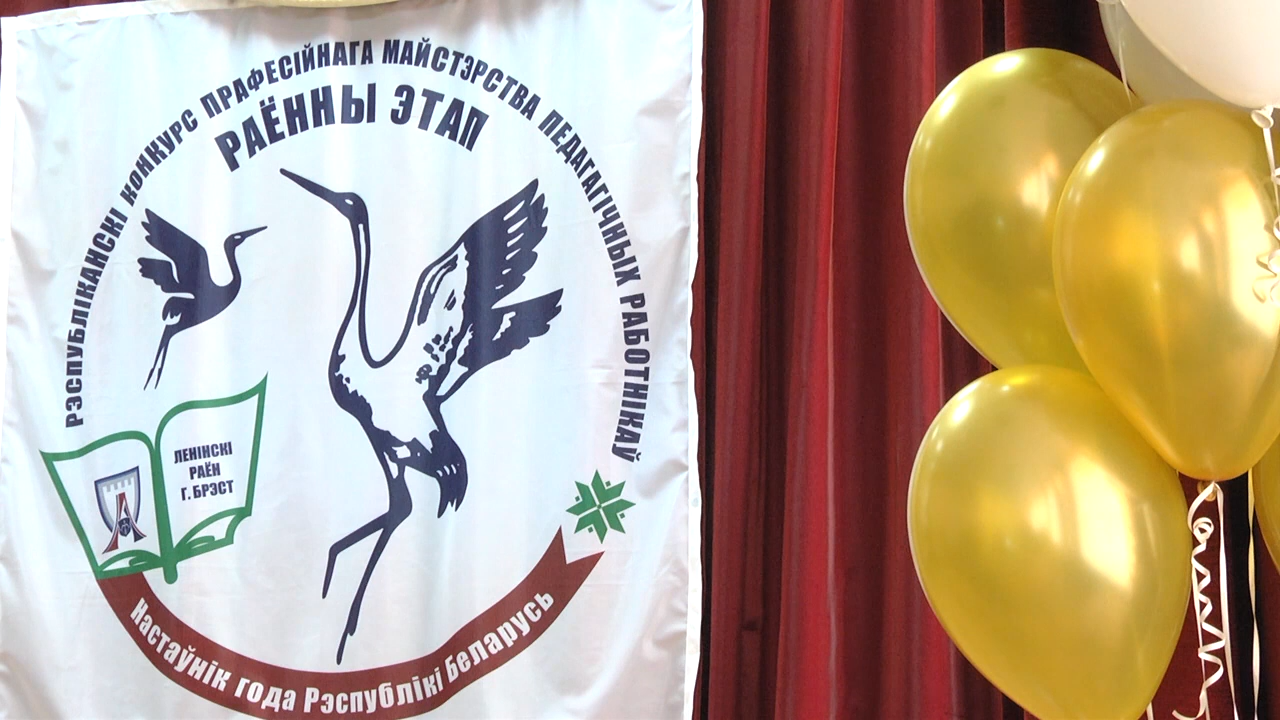 РЭСПУБЛІКАНСКІ КОНКУРС ПРАФЕСІЙНАГА МАЙСТЭРСТВА ПЕДАГАГІЧНЫХ РАБОТНІКАЎ
РАЁННЫ ЭТАП
ЛЕНІНСКІ
РАЁН
Г. БРЭСТ
Настаўнік года Рэспублікі Беларусь